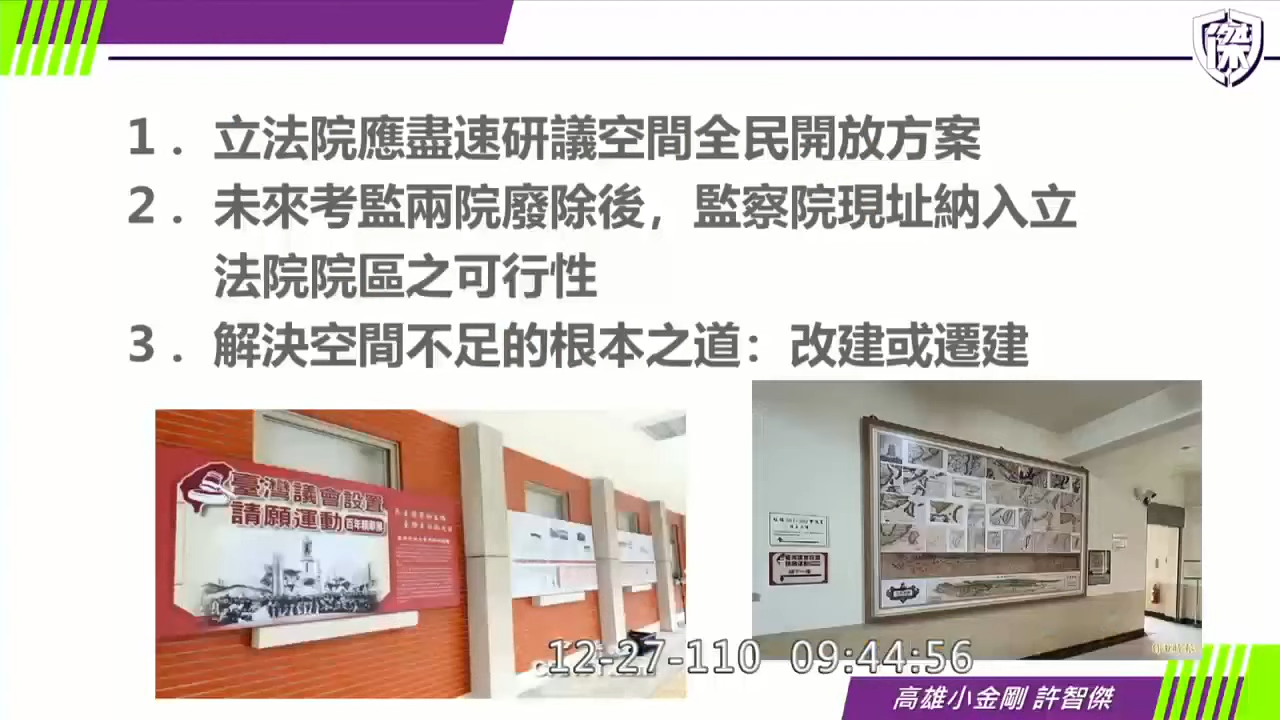 傑
1. 立法院應盡速研議空間全民開放方案
2. 未來考監兩院廢除後，監察院現址納入立
法院院區之可行性
3. 解決空間不足的根本之道：改建或遷建
臺灣議會設置
請願運動
12-27-110 09:44:56
高雄小金剛 許智傑